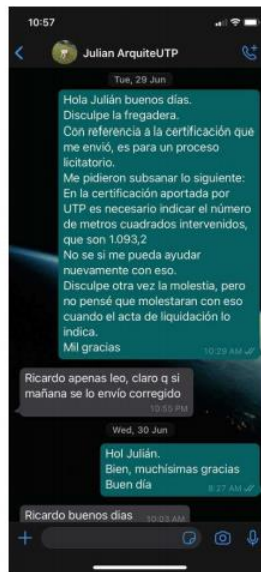 10:57
Julian ArquiteUTP
Tue, 29 Jun
Hola Julián buenos días.
Disculpe la fregadera.
Con referencia a la certificación que
me envió, es para un proceso
licitatorio.
Me pidieron subsanar lo siguiente:
En la certificación aportada por
UTP es necesario indicar el número
de metros cuadrados intervenidos,
que son 1.093,2
No se si me pueda ayudar
nuevamente con eso.
Disculpe otra vez la molestia, pero
no pensé que molestaran con eso
cuando el acta de liquidación lo
indica.
Mil gracias
10:29 AM
Ricardo apenas leo, claro q si
mañana se lo envío corregido
10:55 PM
Wed, 30 Jun
Hol Julián.
Bien, muchísimas gracias
Buen día
9:27 AM
Ricardo buenos dias
10:03 AM